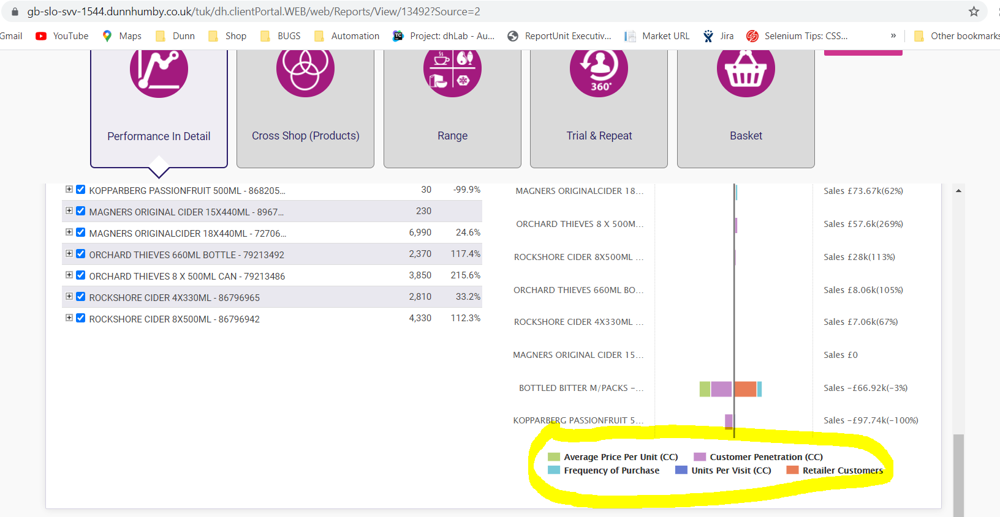 gb-slo-svv-1544.dunnhumby.co.uk/tuk/dh.clientPortal.WEB/web/Reports/View/13492?Source=2
Gmail YouTube Maps Dunn Shop BUGS Automation Project: dhLab - Au... ReportUnit Executiv... Market URL Jira Selenium Tips: CSS... » Other bookmarks
TC
360°
Performance In Detail Cross Shop (Products) Range Trial & Repeat Basket
KOPPARBERG PASSIONFRUIT 500ML - 868205... 30 -99.9%
MAGNERS ORIGINAL CIDER 15X440ML - 8967... 230
MAGNERS ORIGINALCIDER 18X440ML - 72706... 6,990 24.6%
ORCHARD THIEVES 660ML BOTTLE - 79213492 2,370 117.4%
ORCHARD THIEVES 8 X 500ML CAN - 79213486 3,850 215.6%
ROCKSHORE CIDER 4X330ML - 86796965 2,810 33.2%
ROCKSHORE CIDER 8X500ML - 86796942 4,330 112.3%
MAGNERS ORIGINALCIDER 18... Sales £73.67k(62%)
ORCHARD THIEVES 8 X 500M... Sales £57.6k(269%)
ROCKSHORE CIDER 8X500ML ... Sales £28k(113%)
ORCHARD THIEVES 660ML BO... Sales £8.06k(105%)
ROCKSHORE CIDER 4X330ML ... Sales £7.06k(67%)
MAGNERS ORIGINAL CIDER 15... Sales £0
BOTTLED BITTER M/PACKS -... Sales -£66.92k(-3%)
KOPPARBERG PASSIONFRUIT 5... Sales -£97.74k(-100%)
Average Price Per Unit (CC) Customer Penetration (CC)
Frequency of Purchase Units Per Visit (CC) Retailer Customers